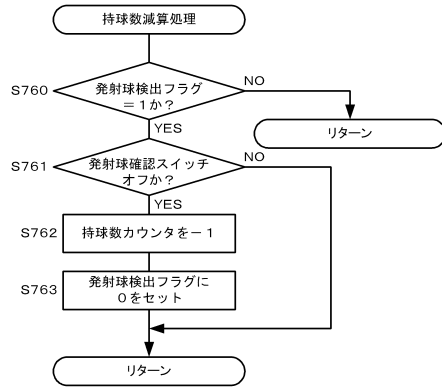 持球数減算処理
S760
発射球検出フラグ
＝１か？
NO
YES
リターン
S761
発射球確認スイッチ
オフか？
NO
YES
S762
持球数カウンタを－１
S763
発射球検出フラグに
０をセット
リターン